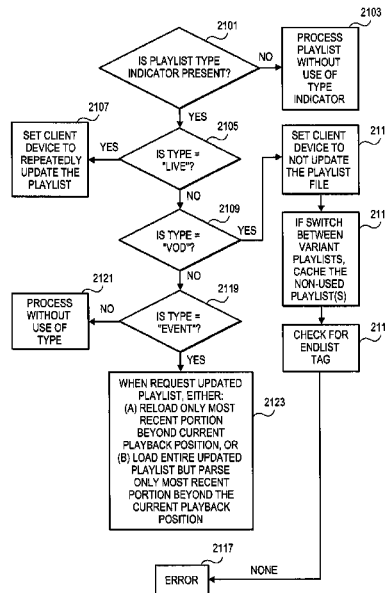 2101
IS PLAYLIST TYPE
INDICATOR PRESENT?
NO
2103
PROCESS
PLAYLIST
WITHOUT
USE OF
TYPE
INDICATOR
YES
2107
SET CLIENT
DEVICE TO
REPEATEDLY
UPDATE THE
PLAYLIST
YES
2105
IS TYPE =
"LIVE"?
NO
211
SET CLIENT
DEVICE TO
NOT UPDATE
THE PLAYLIST
FILE
2109
IS TYPE =
"VOD"?
YES
NO
211
IF SWITCH
BETWEEN
VARIANT
PLAYLISTS,
CACHE THE
NON-USED
PLAYLIST(S)
2121
PROCESS
WITHOUT
USE OF
TYPE
NO
2119
IS TYPE =
"EVENT"?
YES
211
CHECK FOR
ENDLIST
TAG
WHEN REQUEST UPDATED
PLAYLIST, EITHER:
(A) RELOAD ONLY MOST
RECENT PORTION
BEYOND CURRENT
PLAYBACK POSITION, OR
(B) LOAD ENTIRE UPDATED
PLAYLIST BUT PARSE
ONLY MOST RECENT
PORTION BEYOND THE
CURRENT PLAYBACK
POSITION
2123
2117
ERROR
NONE